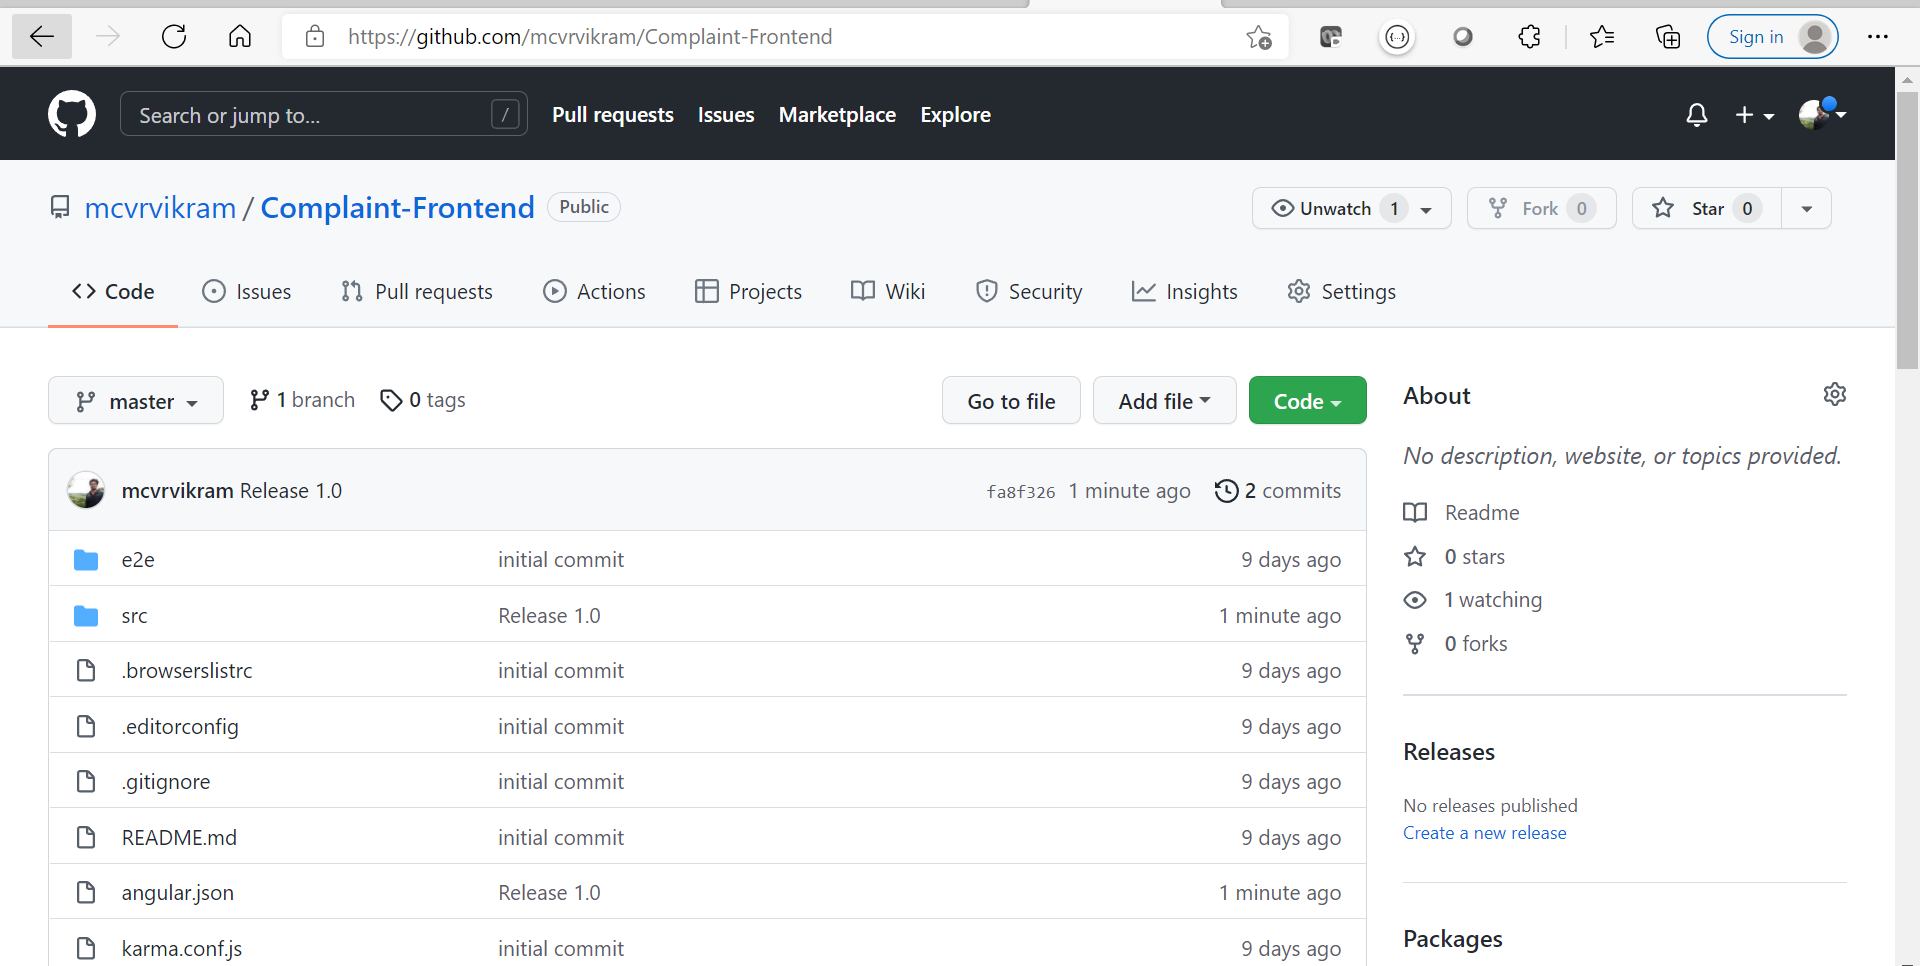 https://github.com/mcvrvikram/Complaint-Frontend
Sign in
Search or jump to...
/
Pull requests
Issues
Marketplace
Explore
mcvrvikram / Complaint-Frontend
Public
Unwatch 1
Fork 0
Star 0
Code
Issues
Pull requests
Actions
Projects
Wiki
Security
Insights
Settings
master
1 branch
0 tags
Go to file
Add file
Code
mcvrvikram Release 1.0
fa8f326 1 minute ago
2 commits
e2e initial commit 9 days ago
src Release 1.0 1 minute ago
.browserslistrc initial commit 9 days ago
.editorconfig initial commit 9 days ago
.gitignore initial commit 9 days ago
README.md initial commit 9 days ago
angular.json Release 1.0 1 minute ago
karma.conf.js initial commit 9 days ago
About
No description, website, or topics provided.
Readme
0 stars
1 watching
0 forks
Releases
No releases published
Create a new release
Packages